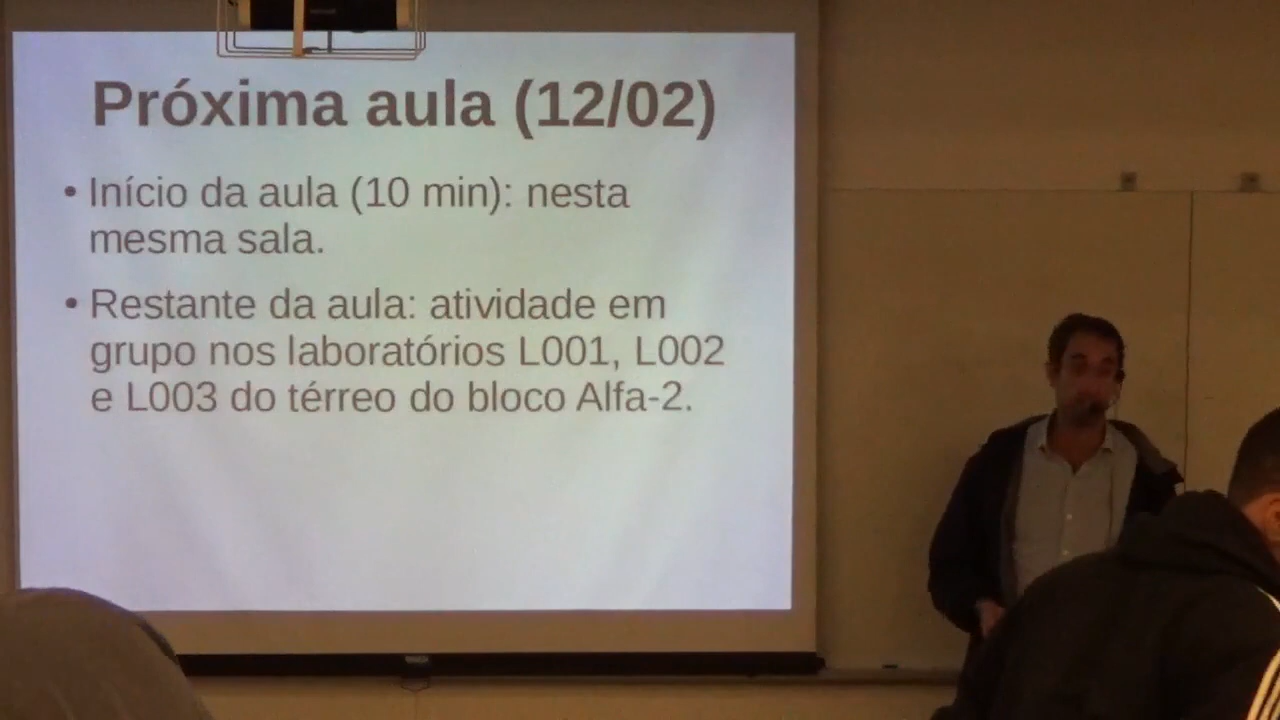 Próxima aula (12/02)
• Início da aula (10 min): nesta
mesma sala.
• Restante da aula: atividade em
grupo nos laboratórios L001, L002
e L003 do térreo do bloco Alfa-2.